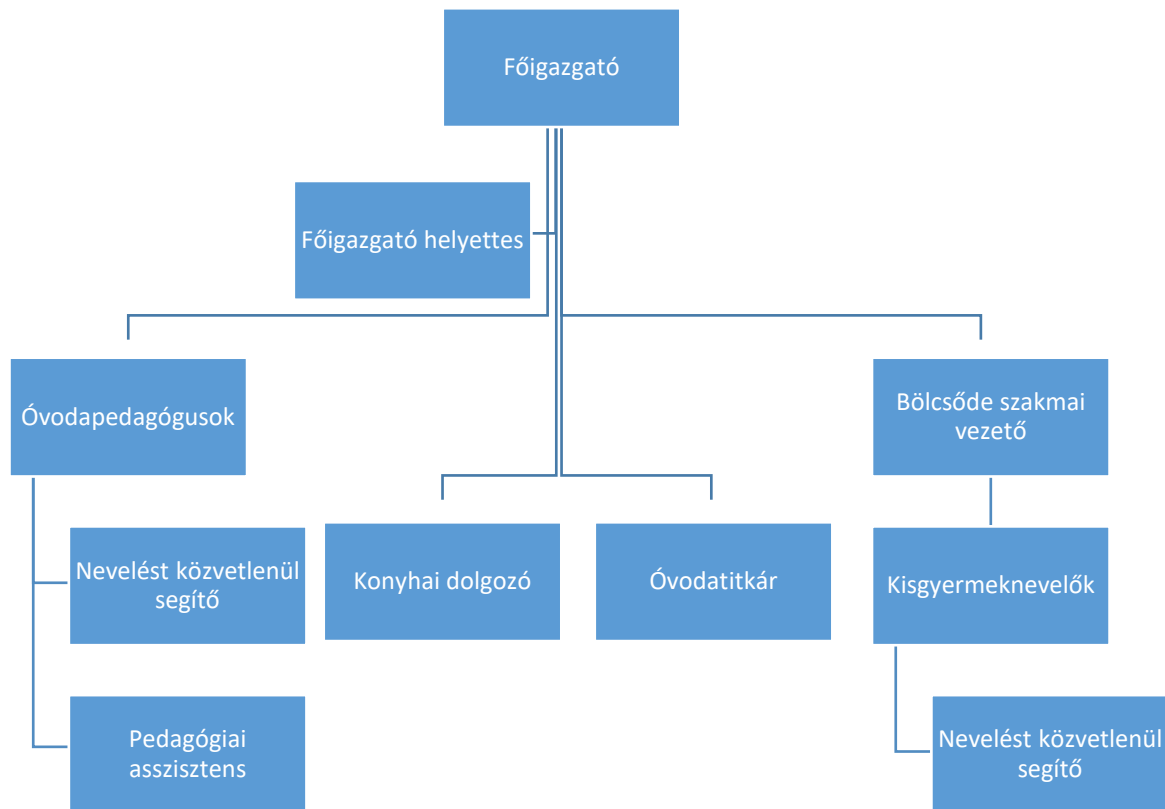 Főigazgató
Főigazgató helyettes
Óvodapedagógusok
Bölcsőde szakmai
vezető
Nevelést közvetlenül
segítő
Konyhai dolgozó
Óvodatitkár
Kisgyermeknevelők
Pedagógiai
asszisztens
Nevelést közvetlenül
segítő